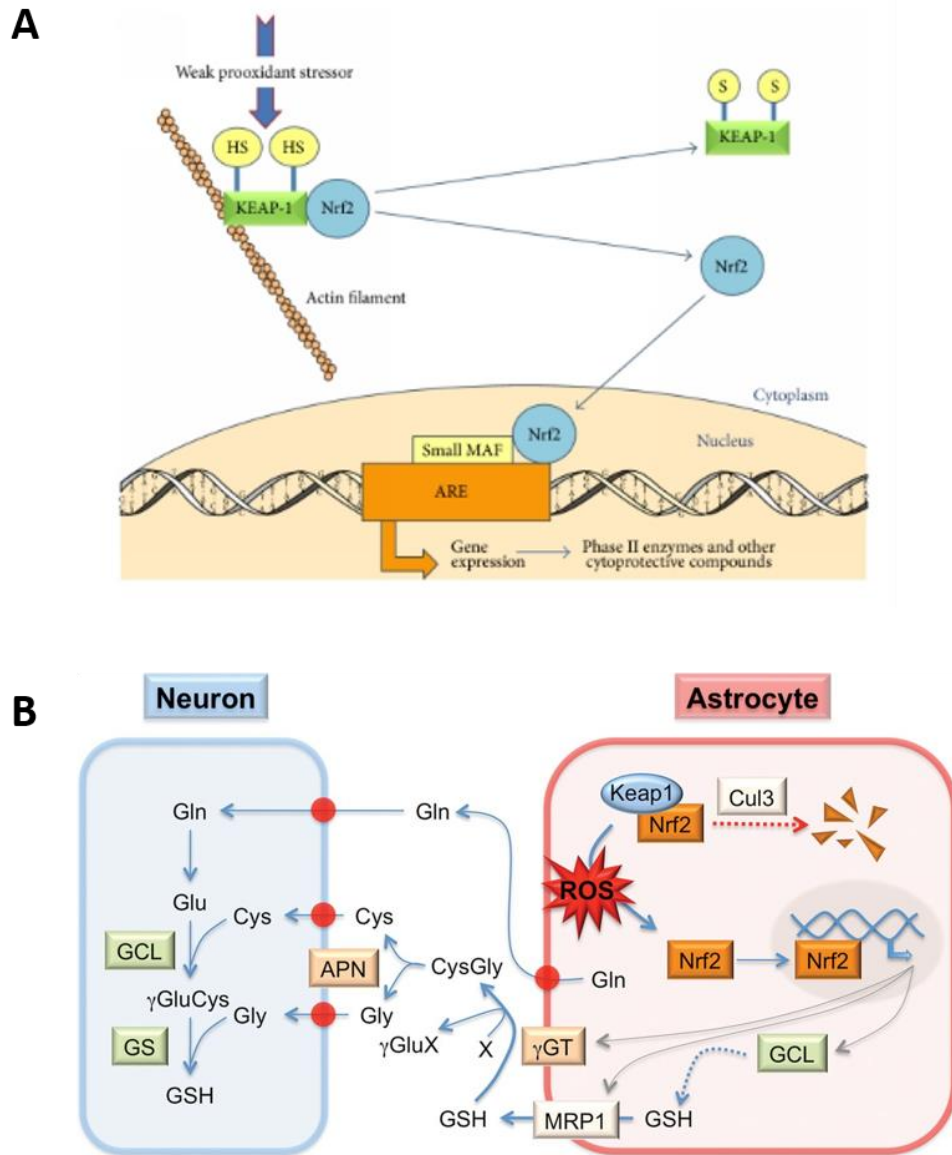 A
Weak prooxidant stressor
HS HS
KEAP-1 Nrf2
Actin filament
S S
KEAP-1
Nrf2
Cytoplasm
Nucleus
Nrf2
Small MAF
ARE
Gene
expression
Phase II enzymes and other
cytoprotective compounds
B
Neuron
Astrocyte
Gln
Gln
Glu
Cys
Cys
GCL
APN
CysGly
γGluCys
Gly
Gly
γGluX
X
GS
GSH
GSH
Keap1
Nrf2
Cul3
ROS
Nrf2
Nrf2
Gln
γGT
GCL
MRP1
GSH